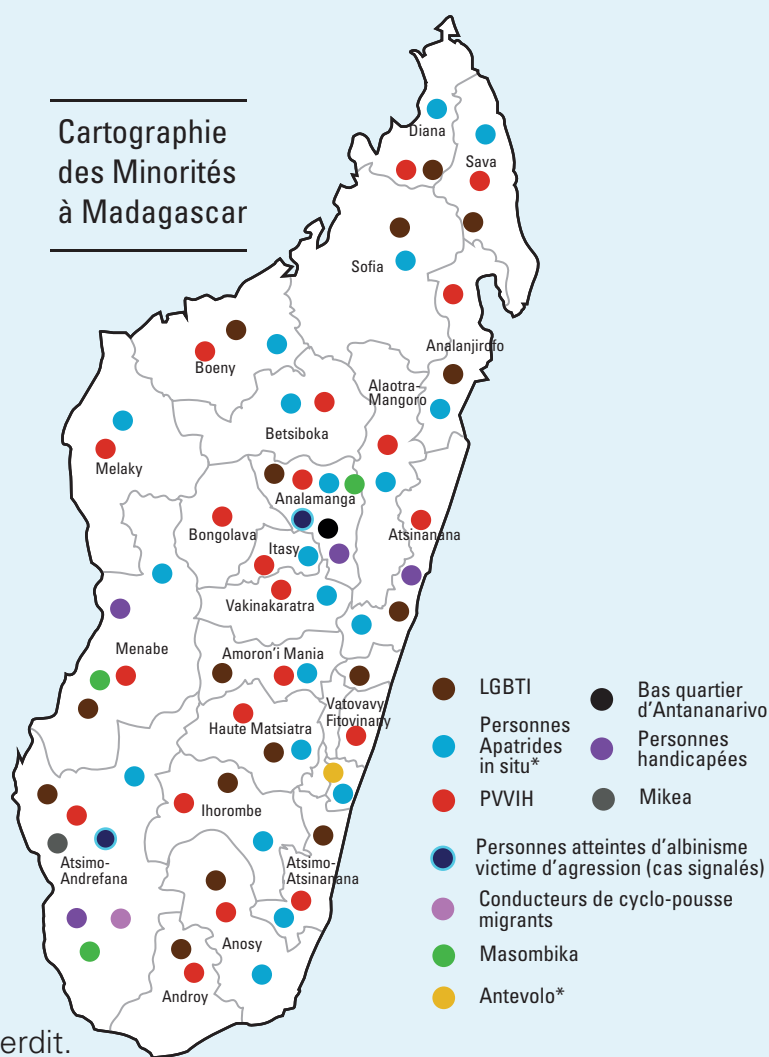 Cartographie
des Minorités
à Madagascar
Diana
Sava
Sofia
Analanjirofo
Boeny
Alaotra-
Mangoro
Betsiboka
Melaky
Analamanga
Bongolava
Atsinanana
Itasy
Vakinakaratra
Menabe
Amoron'i Mania
Vatovavy
Fitovinany
Haute Matsiatra
Ihorombe
Atsimo-
Andrefana
Atsimo-
Atsinanana
Anosy
Androy
LGBTI
Personnes
Apatrides
in situ*
PVVIH
Bas quartier
d'Antananarivo
Personnes
handicapées
Mikea
Personnes atteintes d'albinisme
victime d'agression (cas signalés)
Conducteurs de cyclo-pousse
migrants
Masombika
Antevolo*
erdit.